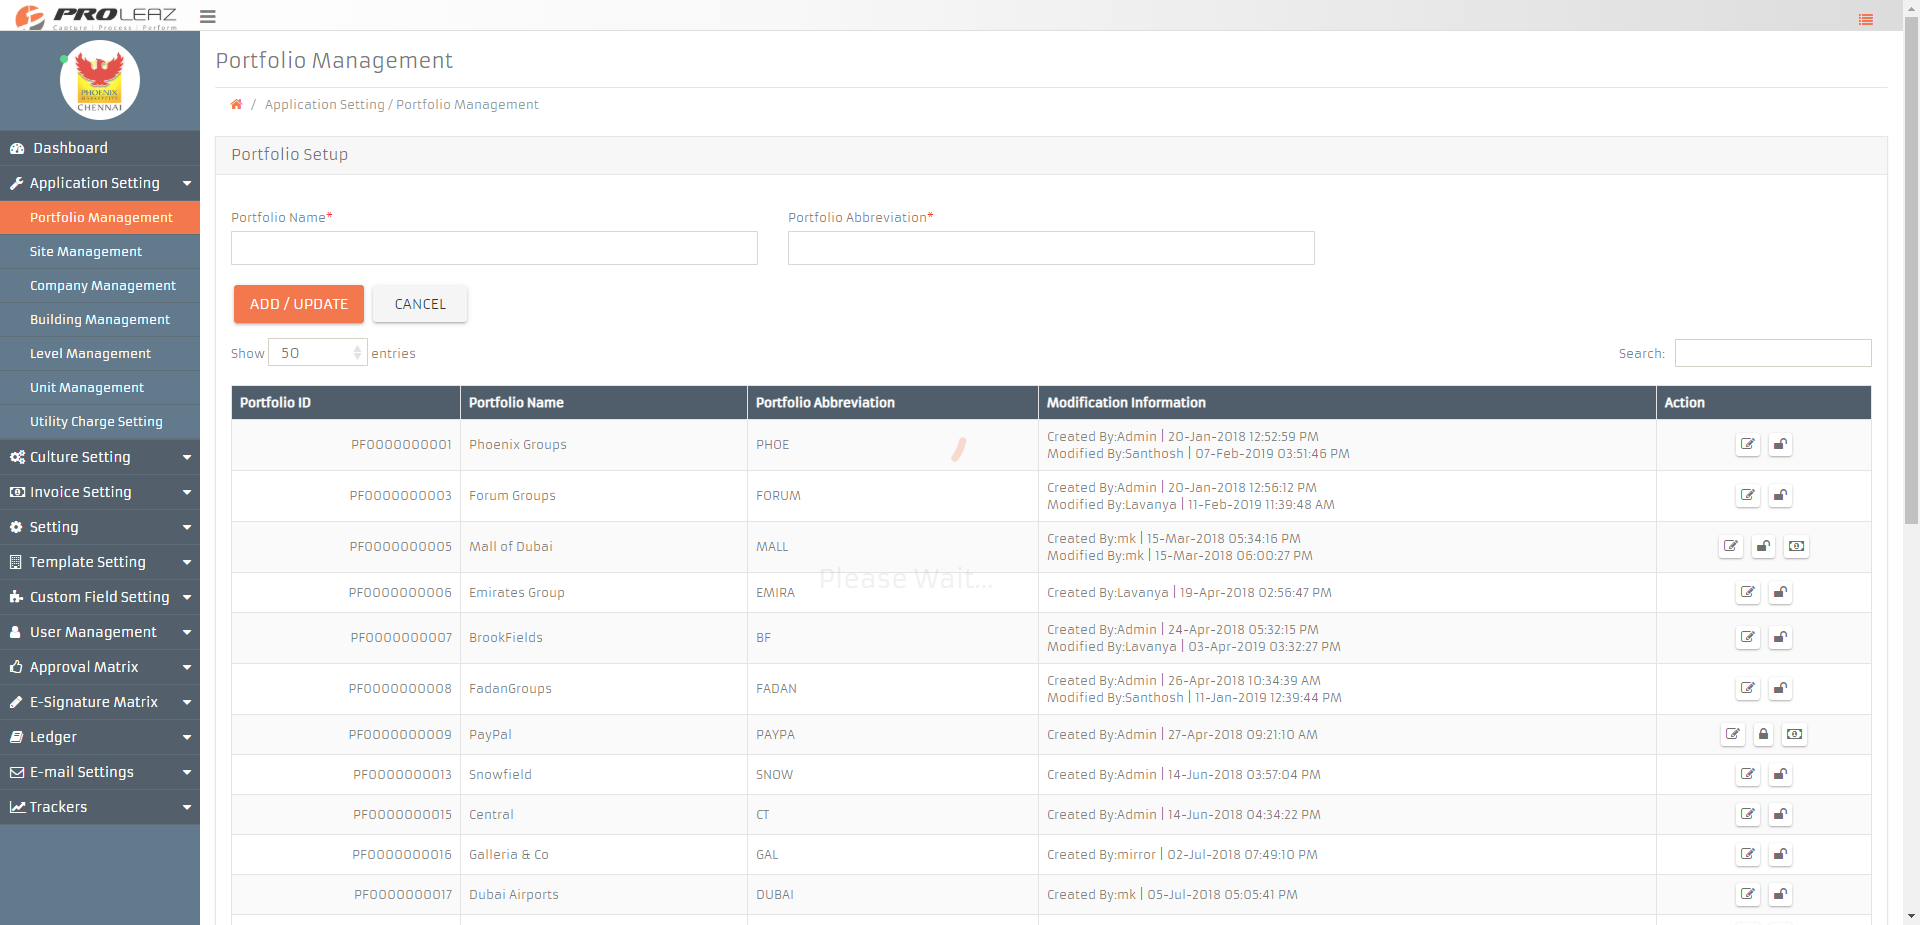 PROLEAZ
Capture | Process | Perform
PHOENIX
MARKETCITY
CHENNAI
Dashboard
Application Setting
Portfolio Management
Site Management
Company Management
Building Management
Level Management
Unit Management
Utility Charge Setting
Culture Setting
Invoice Setting
Setting
Template Setting
Custom Field Setting
User Management
Approval Matrix
E-Signature Matrix
Ledger
E-mail Settings
Trackers
Portfolio Management
/ Application Setting / Portfolio Management
Portfolio Setup
Portfolio Name* Portfolio Abbreviation*
ADD / UPDATE CANCEL
Show 50 entries Search:
Portfolio ID Portfolio Name Portfolio Abbreviation Modification Information Action
PF0000000001 Phoenix Groups PHOE Created By:Admin | 20-Jan-2018 12:52:59 PM
Modified By:Santhosh | 07-Feb-2019 03:51:46 PM
PF0000000003 Forum Groups FORUM Created By:Admin | 20-Jan-2018 12:56:12 PM
Modified By:Lavanya | 11-Feb-2019 11:39:48 AM
PF0000000005 Mall of Dubai MALL Created By:mk | 15-Mar-2018 05:34:16 PM
Modified By:mk | 15-Mar-2018 06:00:27 PM
Please Wait...
PF0000000006 Emirates Group EMIRA Created By:Lavanya | 19-Apr-2018 02:56:47 PM
PF0000000007 BrookFields BF Created By:Admin | 24-Apr-2018 05:32:15 PM
Modified By:Lavanya | 03-Apr-2019 03:32:27 PM
PF0000000008 FadanGroups FADAN Created By:Admin | 26-Apr-2018 10:34:39 AM
Modified By:Santhosh | 11-Jan-2019 12:39:44 PM
PF0000000009 PayPal PAYPA Created By:Admin | 27-Apr-2018 09:21:10 AM
PF0000000013 Snowfield SNOW Created By:Admin | 14-Jun-2018 03:57:04 PM
PF0000000015 Central CT Created By:Admin | 14-Jun-2018 04:34:22 PM
PF0000000016 Galleria & Co GAL Created By:mirror | 02-Jul-2018 07:49:10 PM
PF0000000017 Dubai Airports DUBAI Created By:mk | 05-Jul-2018 05:05:41 PM